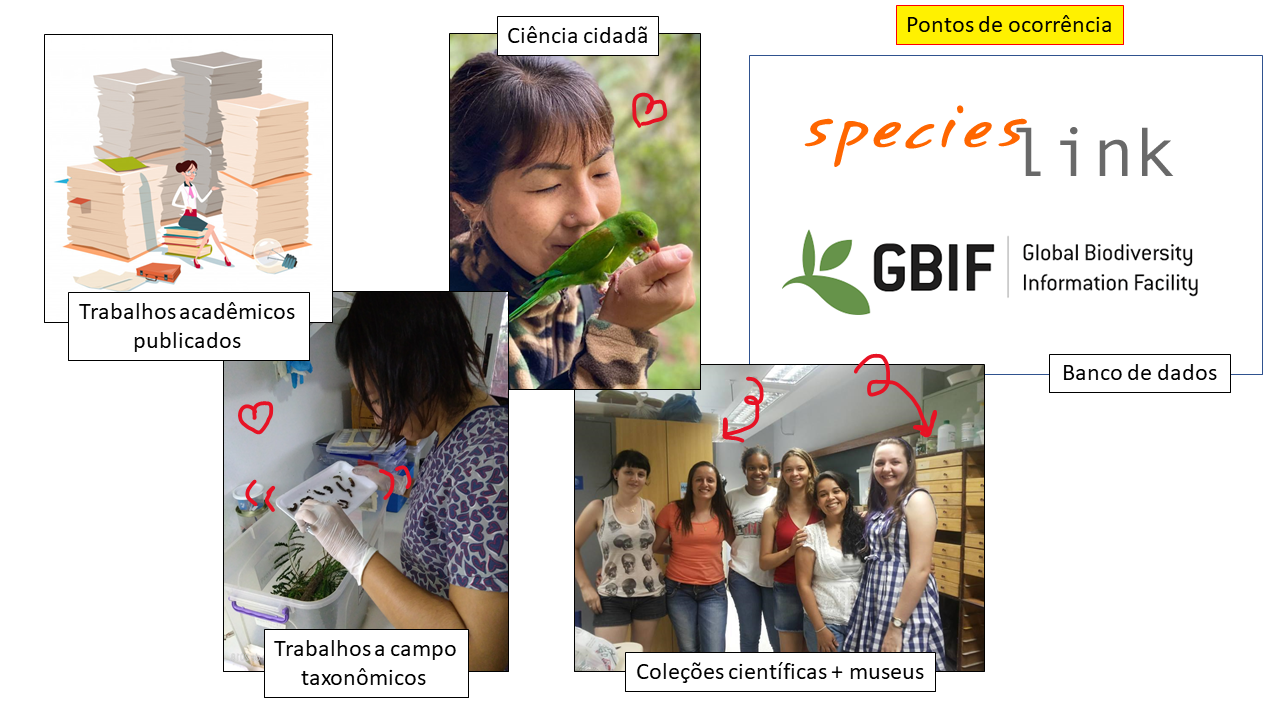 Pontos de ocorrência
Ciência cidadã
species
link
GBIF
Global Biodiversity
Information Facility
Trabalhos acadêmicos
publicados
Banco de dados
Trabalhos a campo
taxonômicos
Coleções científicas + museus